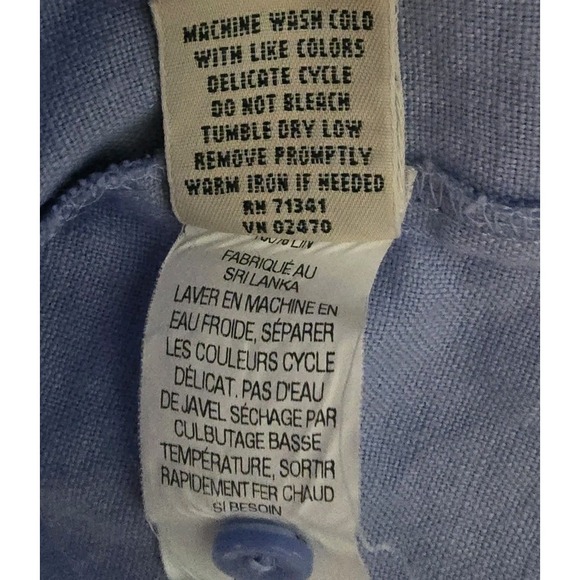 MACHINE WASH COLD
WITH LIKE COLORS
DELICATE CYCLE
DO NOT BLEACH
TUMBLE DRY LOW
REMOVE PROMPTLY
WARM IRON IF NEEDED
RN 71341
VN 02470
100% LIN
FABRIQUÉ AU
SRI LANKA
LAVER EN MACHINE EN
EAU FROIDE, SÉPARER
LES COULEURS CYCLE
DÉLICAT. PAS D'EAU
DE JAVEL SÉCHAGE PAR
CULBUTAGE BASSE
TEMPÉRATURE, SORTIR
RAPIDEMENT FER CHAUD
SI BESOIN